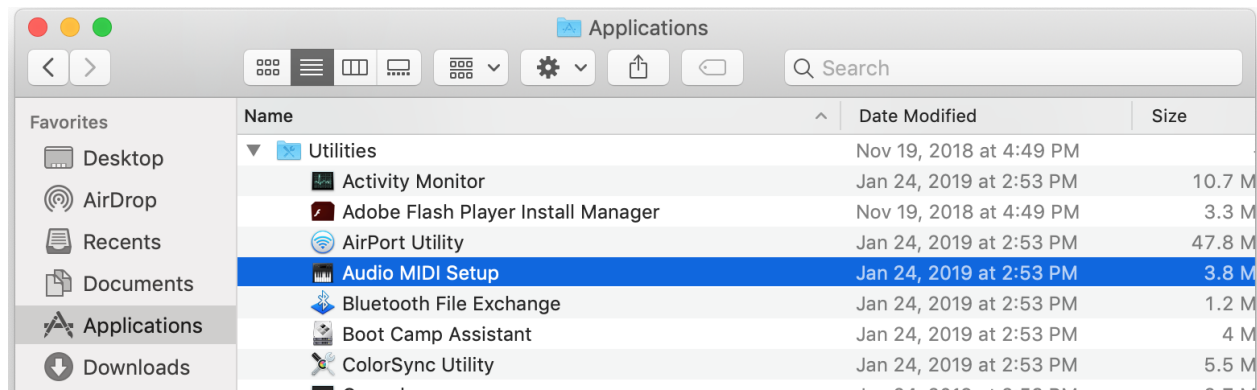 Applications
Search
Favorites
Desktop
AirDrop
Recents
Documents
Applications
Downloads
Name Date Modified Size
Utilities Nov 19, 2018 at 4:49 PM
Activity Monitor Jan 24, 2019 at 2:53 PM 10.7 M
Adobe Flash Player Install Manager Nov 19, 2018 at 4:49 PM 3.3 M
AirPort Utility Jan 24, 2019 at 2:53 PM 47.8 M
Audio MIDI Setup Jan 24, 2019 at 2:53 PM 3.8 M
Bluetooth File Exchange Jan 24, 2019 at 2:53 PM 1.2 M
Boot Camp Assistant Jan 24, 2019 at 2:53 PM 4 M
ColorSync Utility Jan 24, 2019 at 2:53 PM 5.5 M